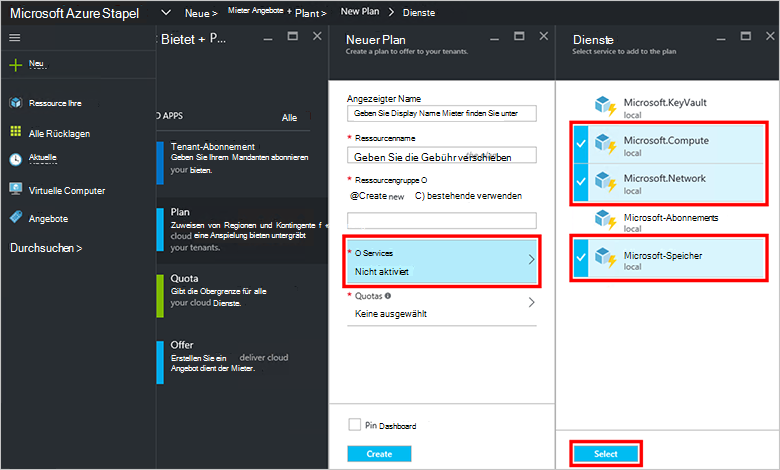 Microsoft Azure Stapel
Neue >
Mieter Angebote + Plant >
New Plan
Dienste
Neu
Ressource Ihre
Alle Rücklagen
Aktuelle
Virtuelle Computer
Angebote
Durchsuchen >
Bietet + P...
D APPS
Alle
Tenant-Abonnement
Geben Sie Ihrem Mandanten abonnieren
your bieten.
Plan
Zuweisen von Regionen und Kontingente f e
cloud eine Anspielung bieten untergräbt
your tenants.
Quota
Gibt die Obergrenze für alle
your cloud Dienste.
Offer
Erstellen Sie ein deliver cloud
Angebot dient der Mieter.
Neuer Plan
Create a plan to offer to your tenants.
Angezeigter Name
Geben Sie Display Name Mieter finden Sie unter
* Ressourcenname
Geben Sie die Gebühr verschieben
* Ressourcengruppe O
@Create new C) bestehende verwenden
* O Services
Nicht aktiviert
* Quotas
Keine ausgewählt
Pin Dashboard
Create
Dienste
Select service to add to the plan
Microsoft.KeyVault
local
Microsoft.Compute
local
Microsoft.Network
local
Microsoft-Abonnements
local
Microsoft-Speicher
local
Select